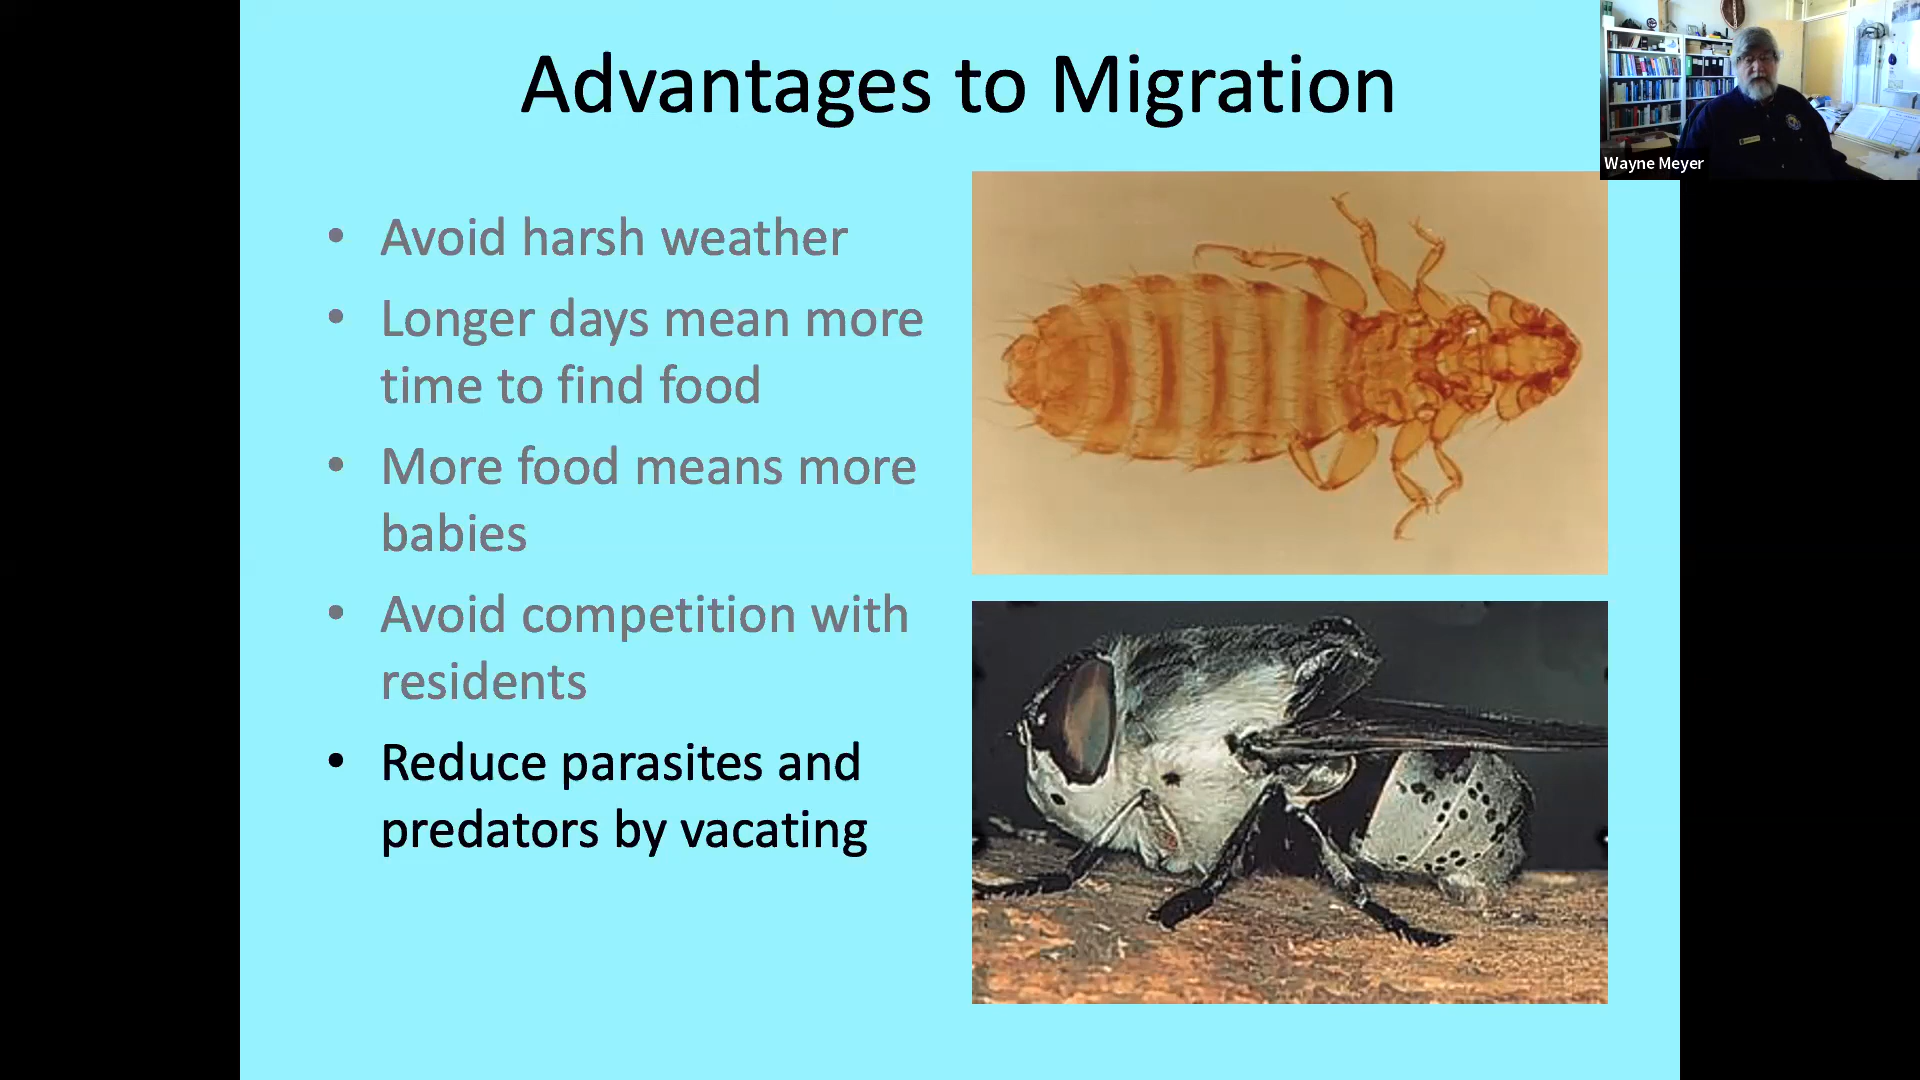 Advantages to Migration
Wayne Meyer
• Avoid harsh weather
• Longer days mean more
time to find food
• More food means more
babies
• Avoid competition with
residents
• Reduce parasites and
predators by vacating